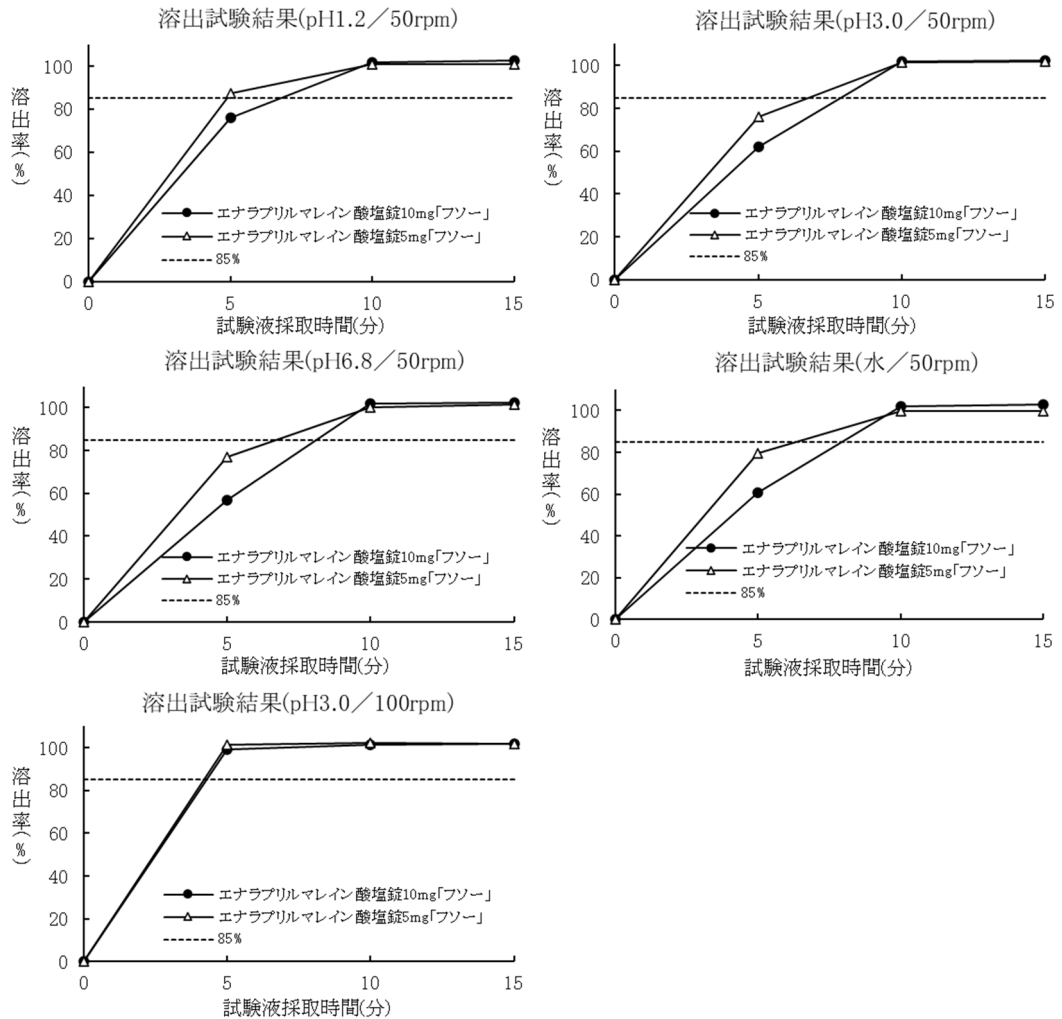 溶出試験結果(pH1.2／50rpm)
溶出率(%)
100
80
60
40
20
0
エナラプリルマレイン酸塩錠10mg「フソー」
エナラプリルマレイン酸塩錠5mg「フソー」
85%
0 5 10 15
試験液採取時間(分)
溶出試験結果(pH3.0／50rpm)
溶出率(%)
100
80
60
40
20
0
エナラプリルマレイン酸塩錠10mg「フソー」
エナラプリルマレイン酸塩錠5mg「フソー」
85%
0 5 10 15
試験液採取時間(分)
溶出試験結果(pH6.8／50rpm)
溶出率(%)
100
80
60
40
20
0
エナラプリルマレイン酸塩錠10mg「フソー」
エナラプリルマレイン酸塩錠5mg「フソー」
85%
0 5 10 15
試験液採取時間(分)
溶出試験結果(水／50rpm)
溶出率(%)
100
80
60
40
20
0
エナラプリルマレイン酸塩錠10mg「フソー」
エナラプリルマレイン酸塩錠5mg「フソー」
85%
0 5 10 15
試験液採取時間(分)
溶出試験結果(pH3.0／100rpm)
溶出率(%)
100
80
60
40
20
0
エナラプリルマレイン酸塩錠10mg「フソー」
エナラプリルマレイン酸塩錠5mg「フソー」
85%
0 5 10 15
試験液採取時間(分)